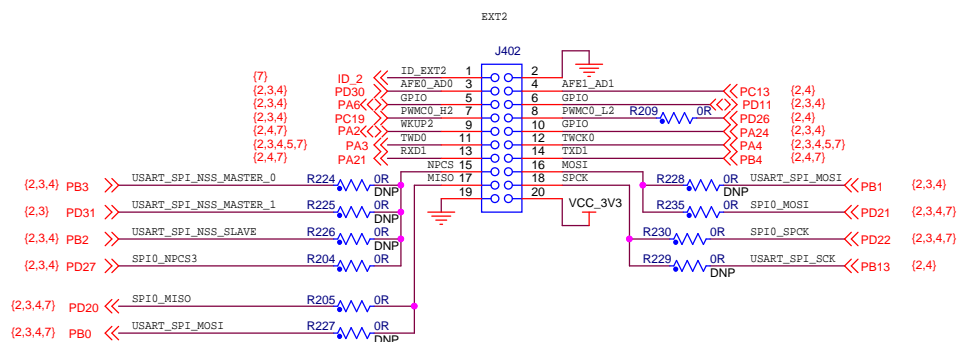 EXT2
J402
{7} ID_2 ID_EXT2 1 2
{2,3,4} PD30 AFE0_AD0 3 4 AFE1_AD1 PC13 {2,4}
{2,3,4} PA6 GPIO 5 6 GPIO PD11 {2,3,4}
{2,3,4} PC19 PWMC0_H2 7 8 PWMC0_L2 R209 0R PD26 {2,4}
{2,4,7} PA2 WKUP2 9 10 GPIO PA24 {2,3,4}
{2,3,4} PA3 TWD0 11 12 TWCK0 PA4 {2,3,4,5,7}
{2,4,7} PA21 RXD1 13 14 TXD1 PB4 {2,4,7}
NPCS 15 16 MOSI
{2,3,4} PB3 USART_SPI_NSS_MASTER_0 R224 0R DNP MISO 17 18 SPCK R228 0R DNP USART_SPI_MOSI PB1 {2,3,4}
19 20 VCC_3V3
{2,3} PD31 USART_SPI_NSS_MASTER_1 R225 0R DNP R235 0R SPI0_MOSI PD21 {2,3,4,7}
{2,3,4} PB2 USART_SPI_NSS_SLAVE R226 0R DNP R230 0R SPI0_SPCK PD22 {2,3,4,7}
{2,3,4} PD27 SPI0_NPCS3 R204 0R R229 0R DNP USART_SPI_SCK PB13 {2,4}
{2,3,4,7} PD20 SPI0_MISO R205 0R
{2,3,4,7} PB0 USART_SPI_MOSI R227 0R DNP